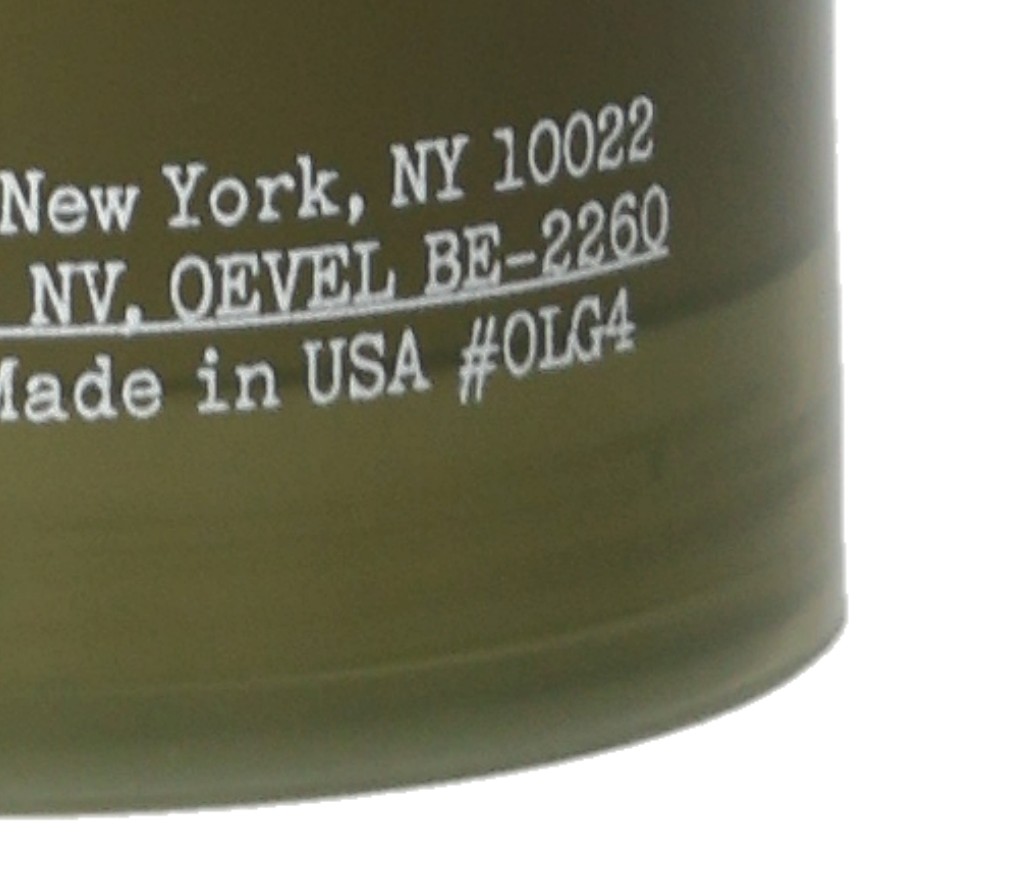 New York, NY 10022
NV. OEVEL BE-2260
Made in USA #OLG4